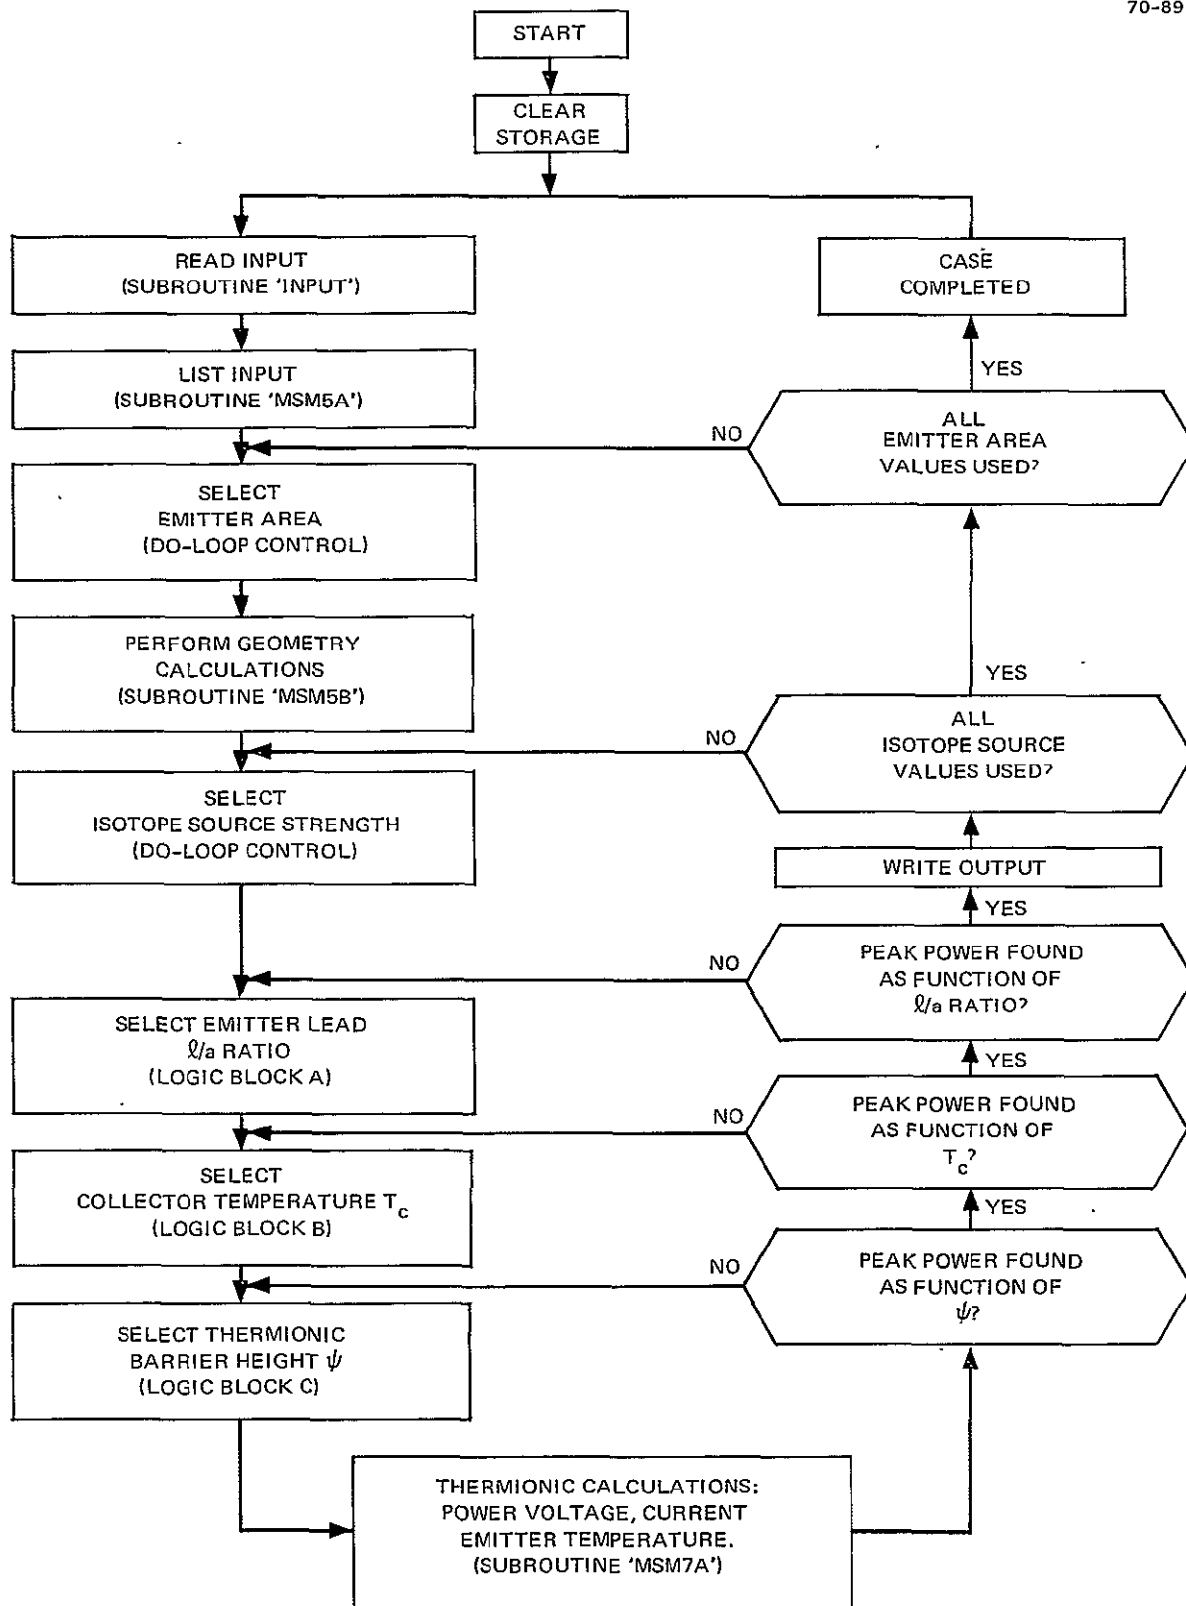 70-89
START
CLEAR
STORAGE
READ INPUT
(SUBROUTINE 'INPUT')
CASE
COMPLETED
YES
LIST INPUT
(SUBROUTINE 'MSM5A')
NO
ALL
EMITTER AREA
VALUES USED?
SELECT
EMITTER AREA
(DO-LOOP CONTROL)
PERFORM GEOMETRY
CALCULATIONS
(SUBROUTINE 'MSM5B')
YES
NO
ALL
ISOTOPE SOURCE
VALUES USED?
SELECT
ISOTOPE SOURCE STRENGTH
(DO-LOOP CONTROL)
WRITE OUTPUT
YES
NO
PEAK POWER FOUND
AS FUNCTION OF
ℓ/a RATIO?
SELECT EMITTER LEAD
ℓ/a RATIO
(LOGIC BLOCK A)
YES
NO
PEAK POWER FOUND
AS FUNCTION OF
T_c?
SELECT
COLLECTOR TEMPERATURE T_c
(LOGIC BLOCK B)
YES
NO
PEAK POWER FOUND
AS FUNCTION OF
ψ?
SELECT THERMIONIC
BARRIER HEIGHT ψ
(LOGIC BLOCK C)
THERMIONIC CALCULATIONS:
POWER VOLTAGE, CURRENT
EMITTER TEMPERATURE.
(SUBROUTINE 'MSM7A')